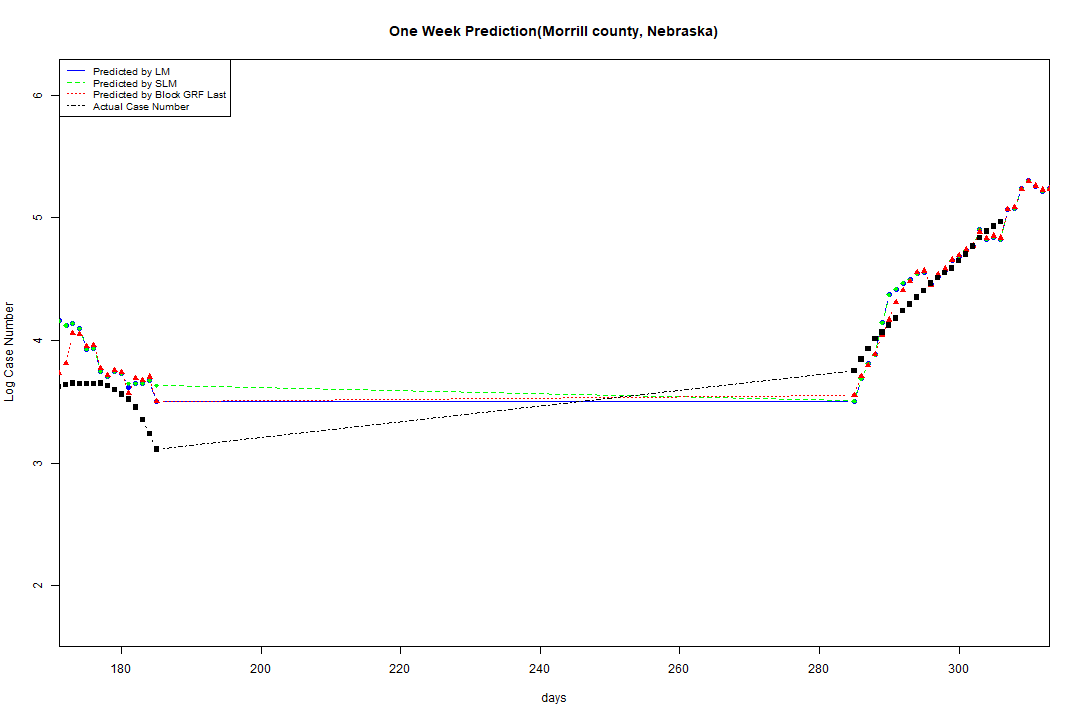 One Week Prediction(Morrill county, Nebraska)
Predicted by LM
Predicted by SLM
Predicted by Block GRF Last
Actual Case Number
6
5
4
3
2
Log Case Number
180 200 220 240 260 280 300
days